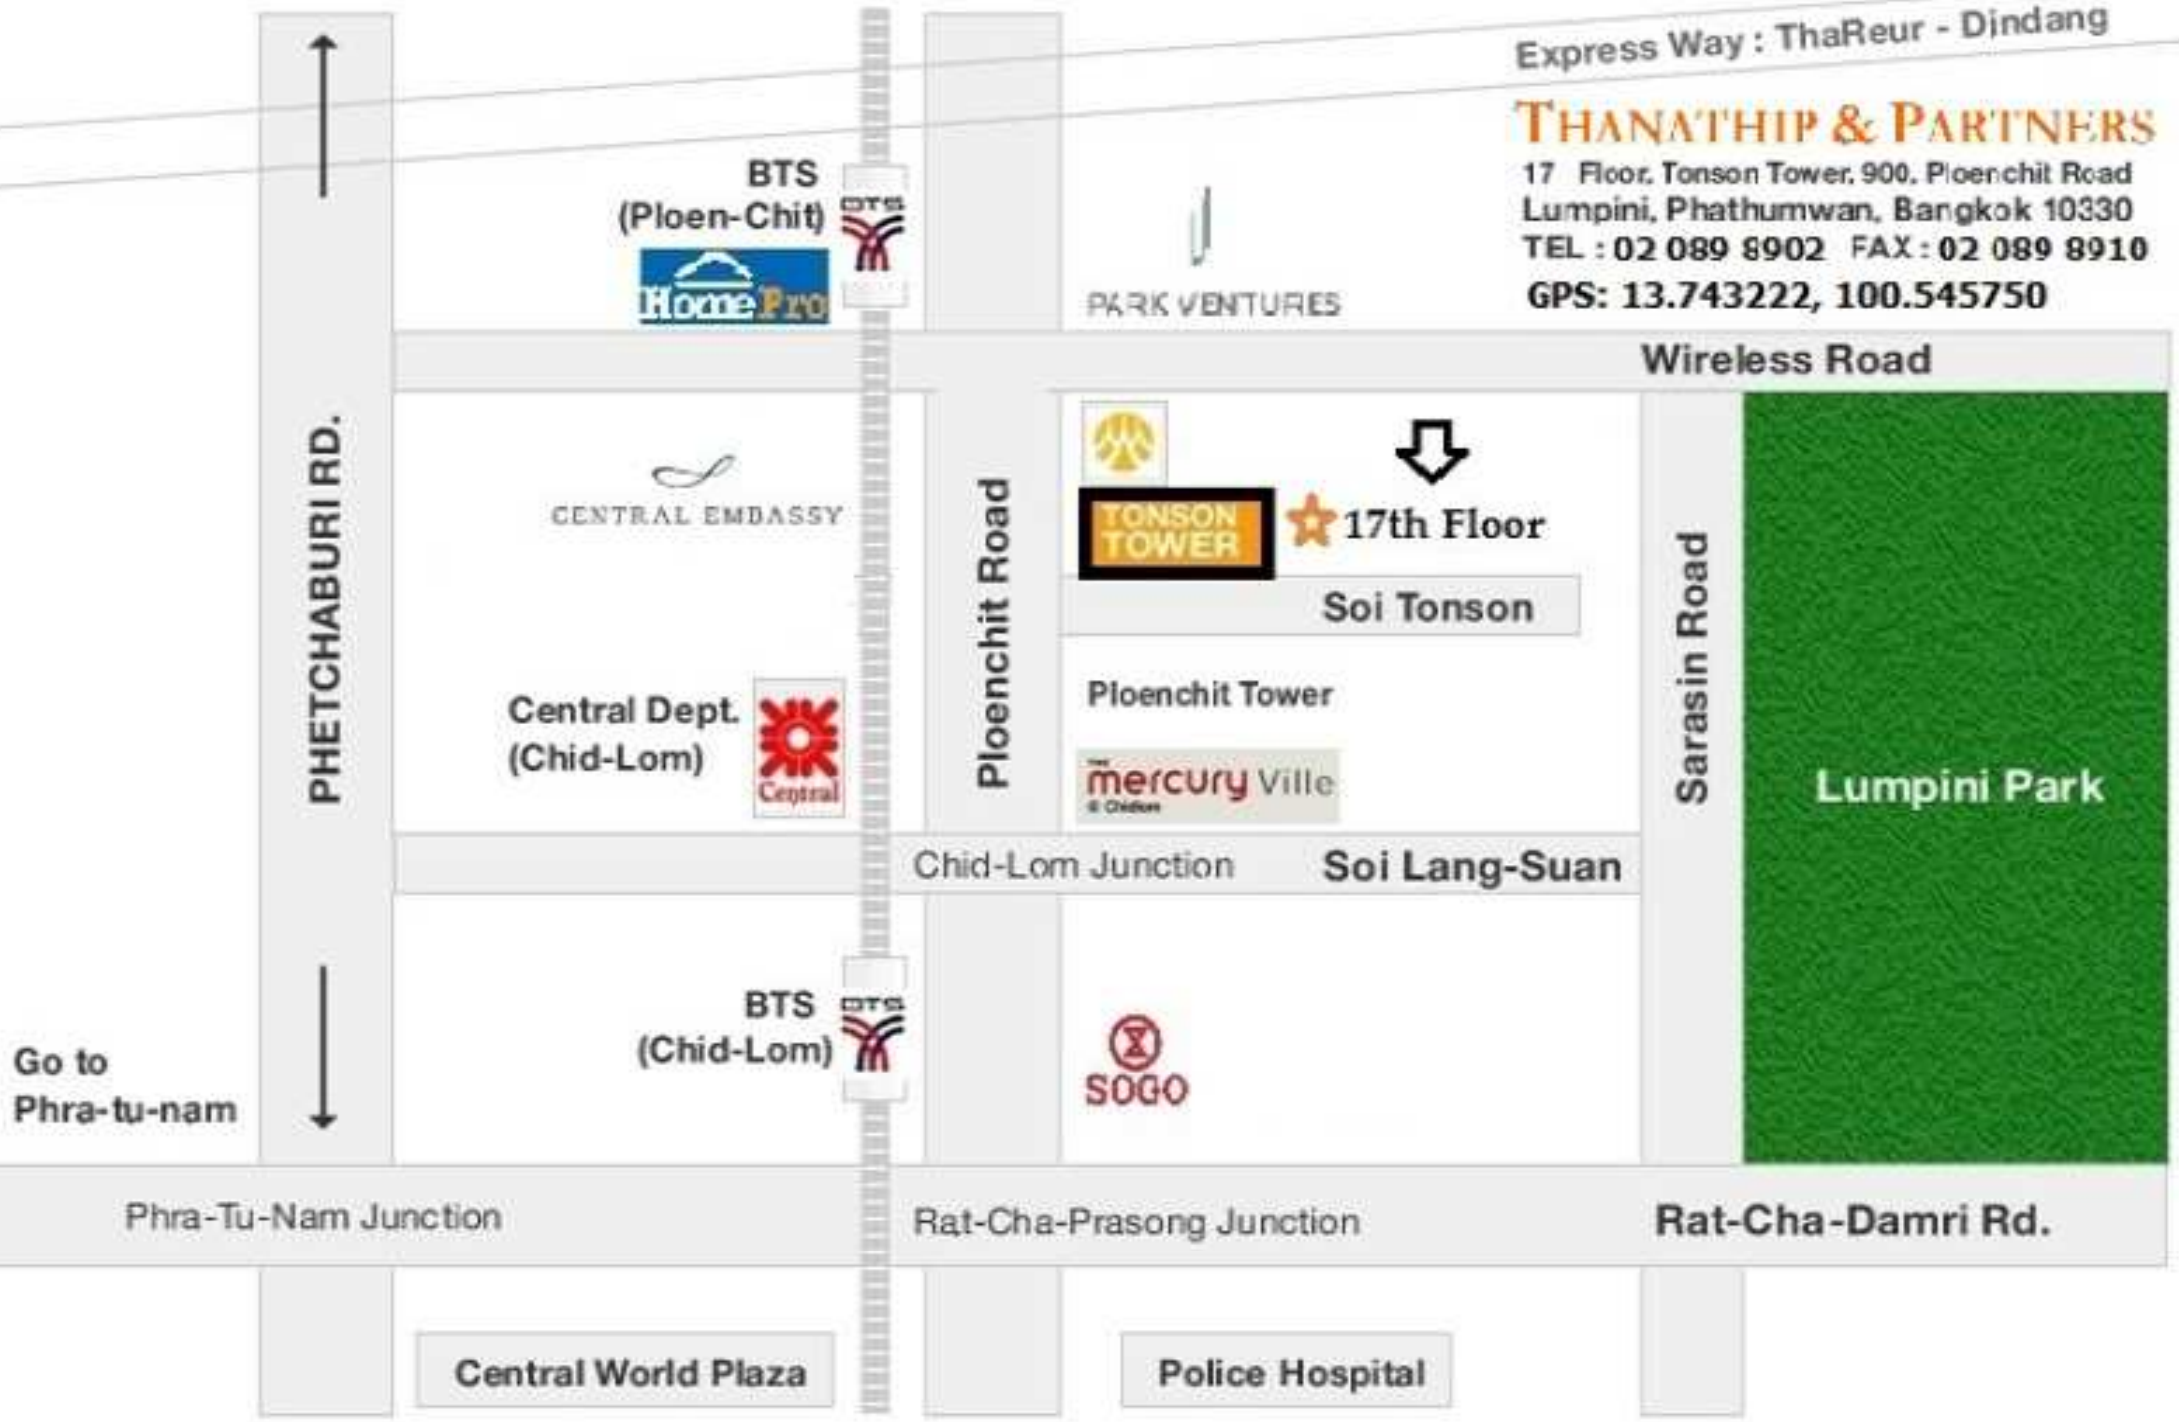 Express Way : ThaReur - Dindang
THANATHIP & PARTNERS
17 Floor, Tonson Tower, 900, Ploenchit Road
Lumpini, Phathumwan, Bangkok 10330
TEL : 02 089 8902 FAX : 02 089 8910
GPS: 13.743222, 100.545750
BTS
(Ploen-Chit)
BTS
HomePro
PARK VENTURES
Wireless Road
PHETCHABURI RD.
CENTRAL EMBASSY
Ploenchit Road
TONSON
TOWER
17th Floor
Soi Tonson
Sarasin Road
Lumpini Park
Central Dept.
(Chid-Lom)
Central
Ploenchit Tower
THE
mercury Ville
@ Chidlom
Chid-Lom Junction
Soi Lang-Suan
BTS
(Chid-Lom)
BTS
SOGO
Go to
Phra-tu-nam
Phra-Tu-Nam Junction
Rat-Cha-Prasong Junction
Rat-Cha-Damri Rd.
Central World Plaza
Police Hospital